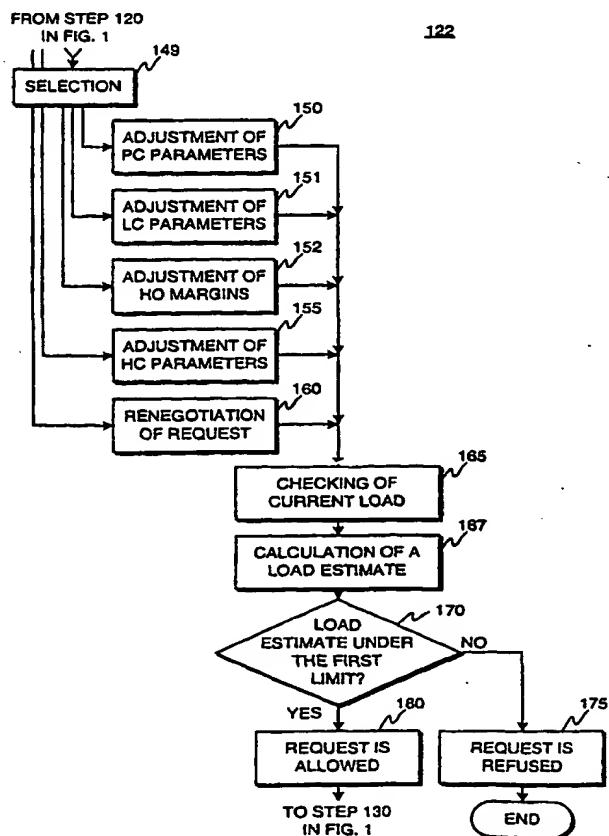 FROM STEP 120
IN FIG. 1
122
149
SELECTION
150
ADJUSTMENT OF
PC PARAMETERS
151
ADJUSTMENT OF
LC PARAMETERS
152
ADJUSTMENT OF
HO MARGINS
155
ADJUSTMENT OF
HC PARAMETERS
160
RENEGOTIATION
OF REQUEST
165
CHECKING OF
CURRENT LOAD
167
CALCULATION OF A
LOAD ESTIMATE
170
LOAD
ESTIMATE UNDER
THE FIRST
LIMIT?
NO
YES
180
175
REQUEST IS
ALLOWED
REQUEST IS
REFUSED
TO STEP 130
IN FIG. 1
END